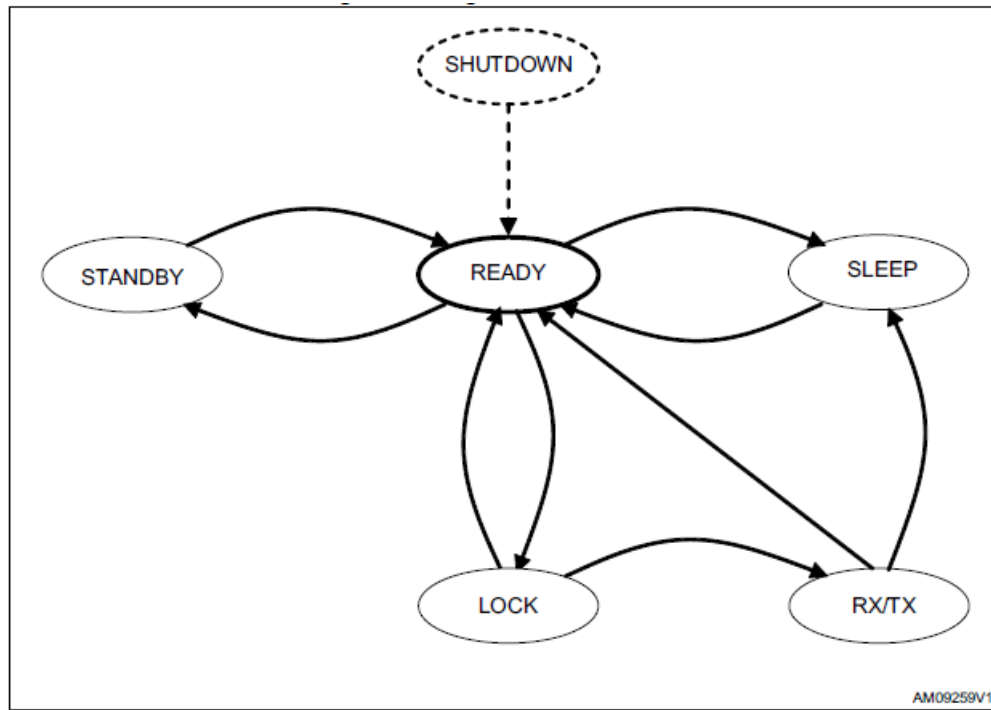 SHUTDOWN
STANDBY
READY
SLEEP
LOCK
RX/TX
AM09259V1